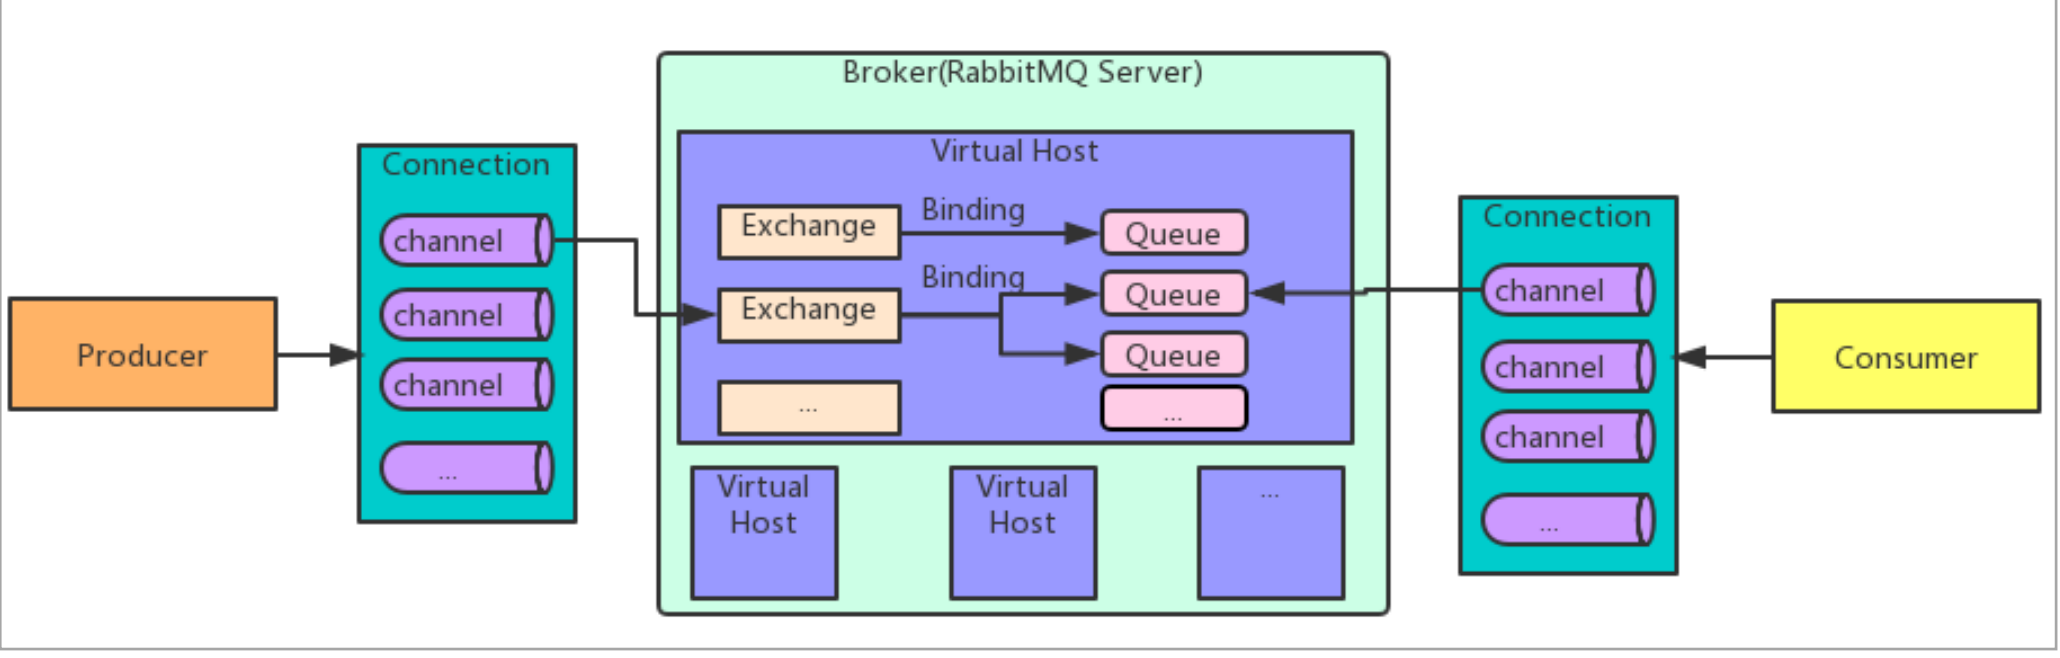 Producer
Connection
channel
channel
channel
...
Broker(RabbitMQ Server)
Virtual Host
Exchange
Binding
Queue
Exchange
Binding
Queue
Queue
...
...
Virtual
Host
Virtual
Host
...
Connection
channel
channel
channel
...
Consumer